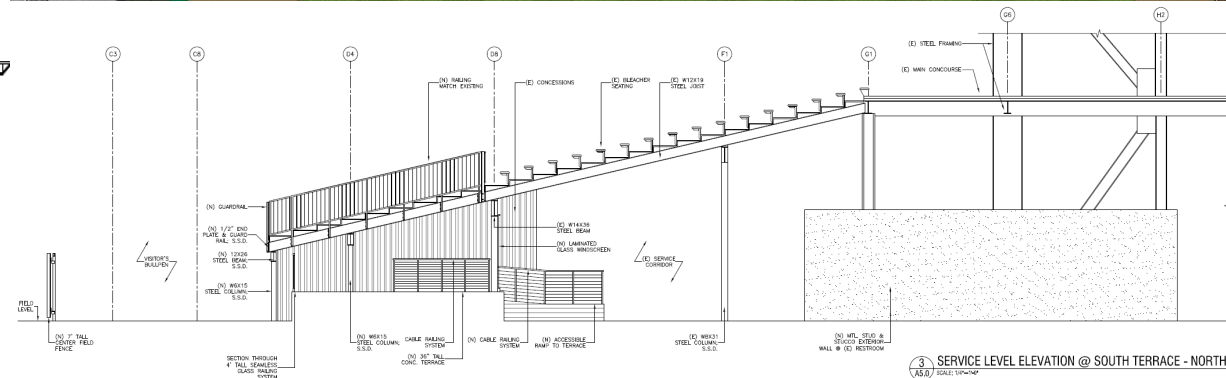 C3
C8
D4
D8
F1
G1
G6
H2
(E) STEEL FRAMING
(E) MAIN CONCOURSE
(N) RAILING
MATCH EXISTING
(E) CONCESSIONS
(E) BLEACHER
SEATING
(E) W12X19
STEEL JOIST
(N) GUARDRAIL
(N) 1/2" END
PLATE & GUARD
RAIL; S.S.D.
(N) 12X26
STEEL BEAM,
S.S.D.
(N) W6X15
STEEL COLUMN,
S.S.D.
VISITOR'S
BULLPEN
FIELD
LEVEL
(N) 7' TALL
CENTER FIELD
FENCE
(E) W14X36
STEEL BEAM
(N) LAMINATED
GLASS WINDSCREEN
(E) SERVICE
CORRIDOR
SECTION THROUGH
4' TALL SEAMLESS
GLASS RAILING
SYSTEM
(N) W6X15
STEEL COLUMN;
S.S.D.
CABLE RAILING
SYSTEM
(N) 36" TALL
CONC. TERRACE
(N) CABLE RAILING
SYSTEM
(N) ACCESSIBLE
RAMP TO TERRACE
(E) W8X31
STEEL COLUMN;
S.S.D.
(N) MTL STUD &
STUCCO EXTERIOR
WALL @ (E) RESTROOM
3
A5.0
SERVICE LEVEL ELEVATION @ SOUTH TERRACE - NORTH
SCALE: 1/4"=1'-0"